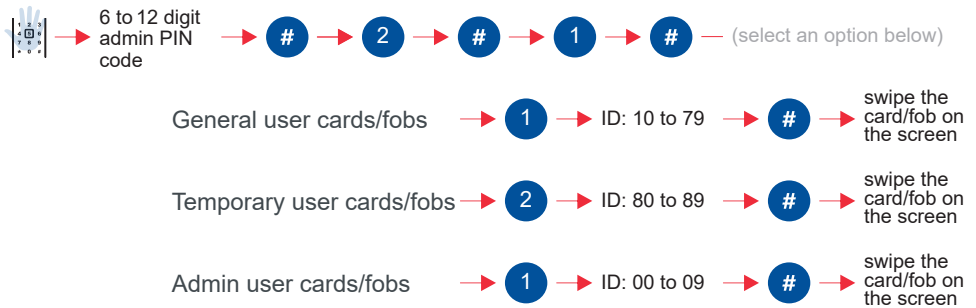 6 to 12 digit
admin PIN
code
# 2 # 1 # (select an option below)
General user cards/fobs 1 ID: 10 to 79 # swipe the
card/fob on
the screen
Temporary user cards/fobs 2 ID: 80 to 89 # swipe the
card/fob on
the screen
Admin user cards/fobs 1 ID: 00 to 09 # swipe the
card/fob on
the screen